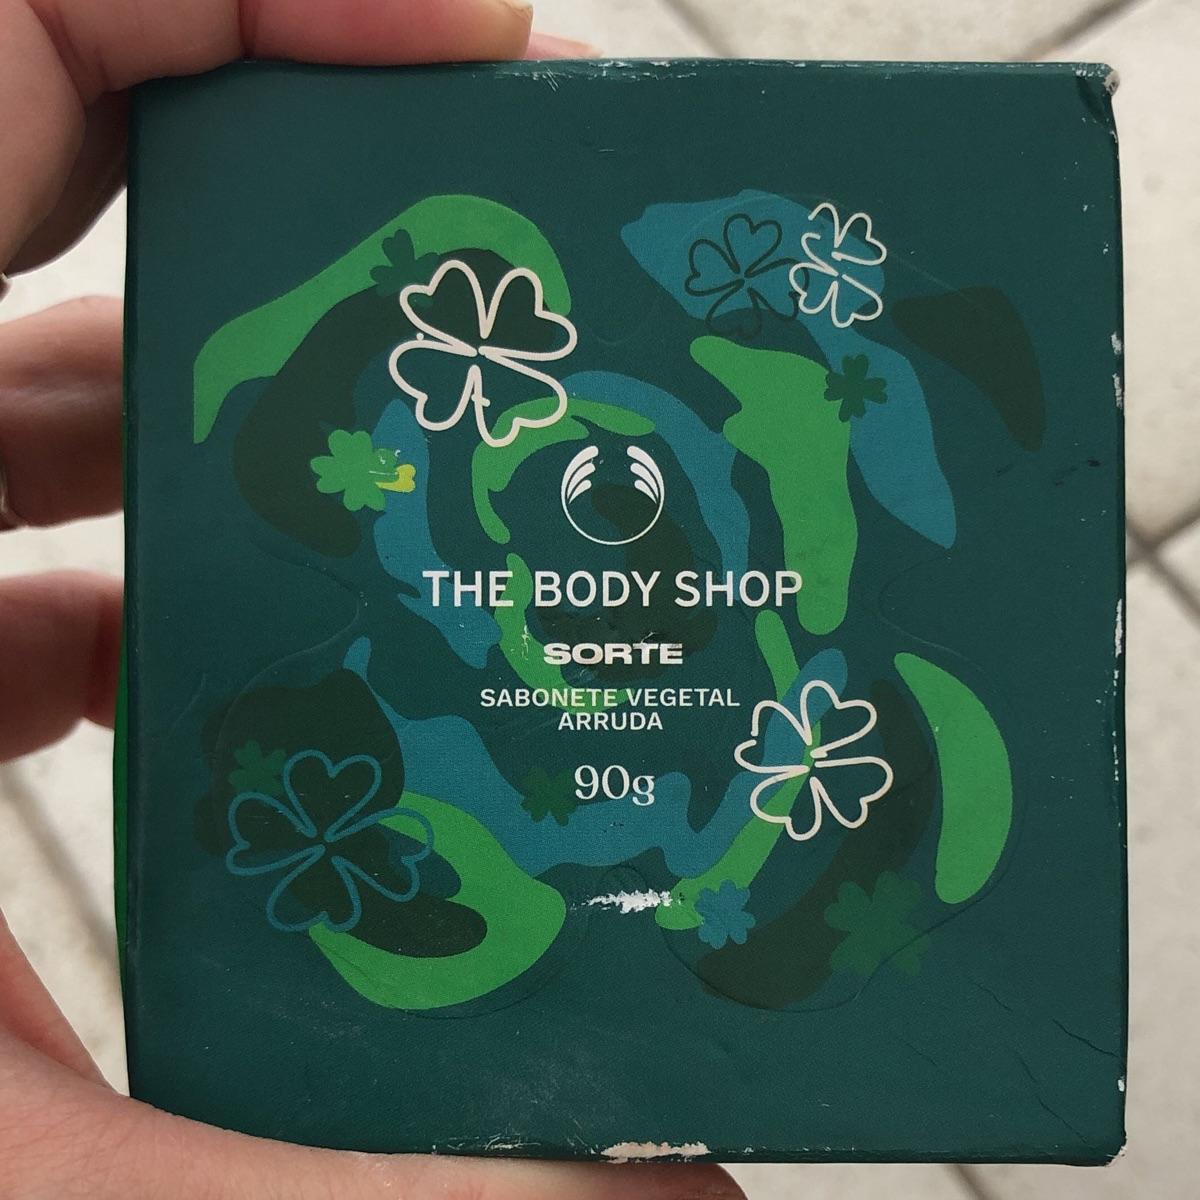 THE BODY SHOP
SORTE
SABONETE VEGETAL
ARRUDA
90g